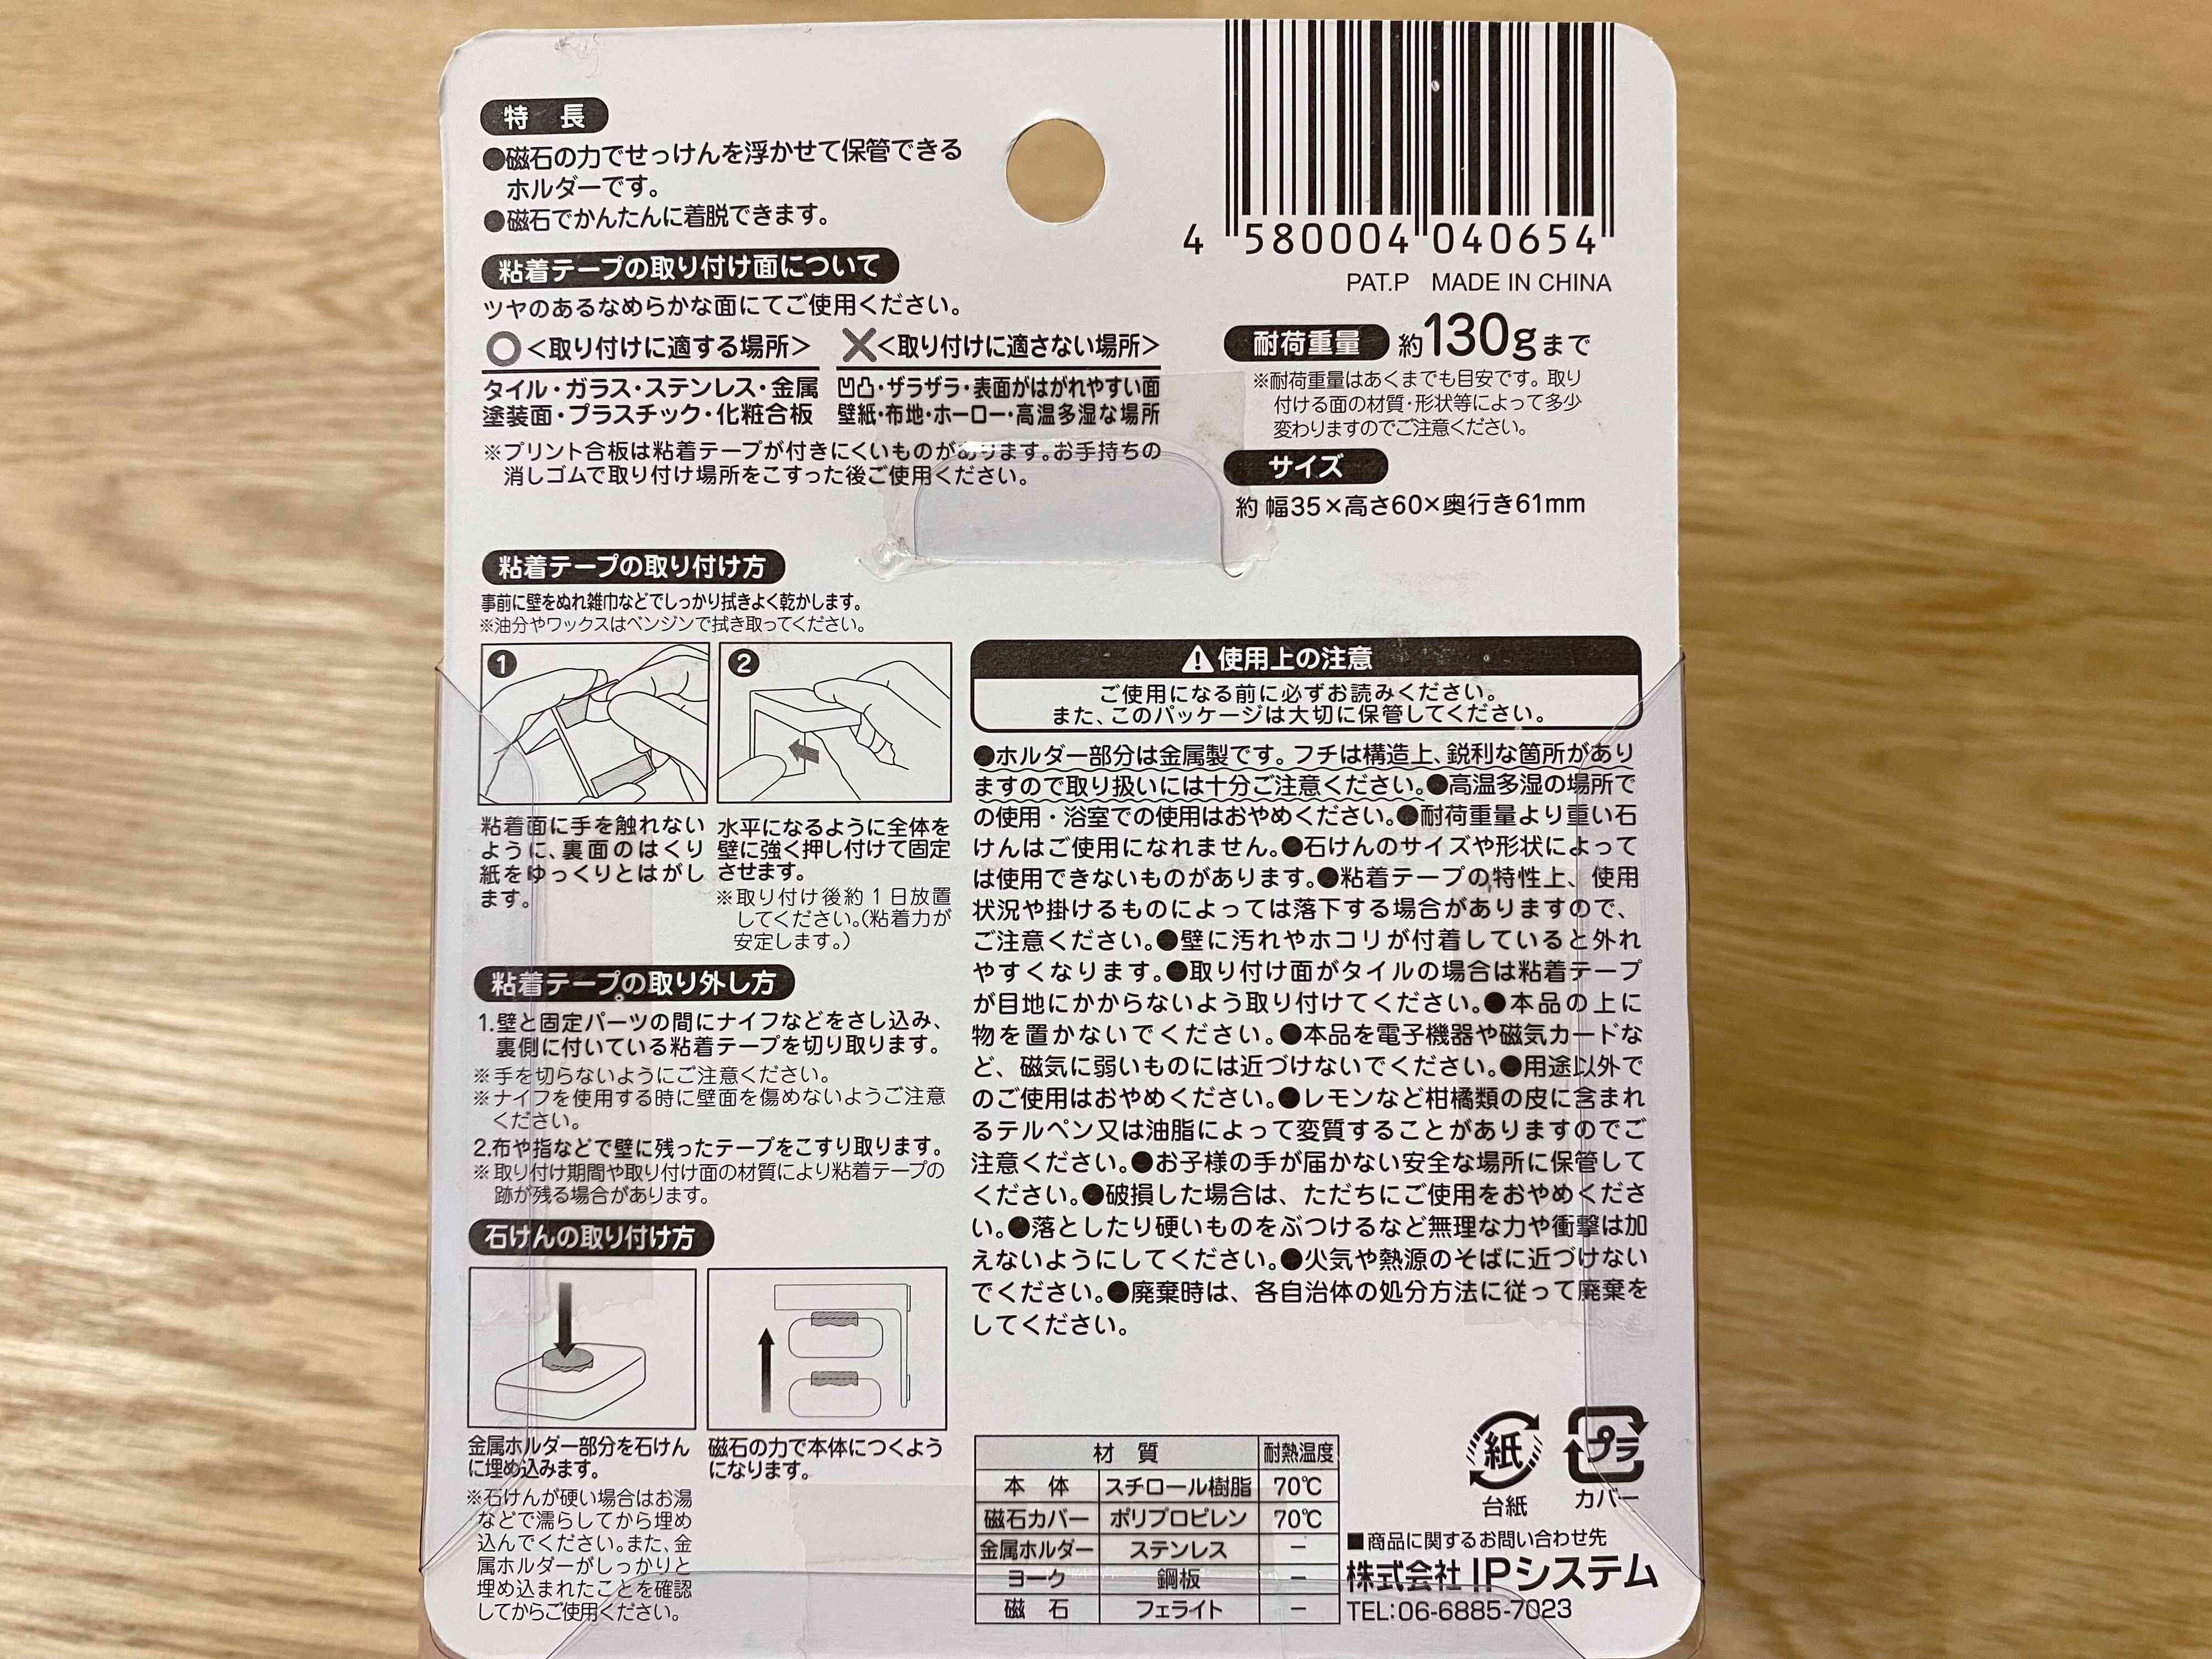 特 長
●磁石の力でせっけんを浮かせて保管できる
ホルダーです。
●磁石でかんたんに着脱できます。
粘着テープの取り付け面について
ツヤのあるなめらかな面にてご使用ください。
○<取り付けに適する場所>
タイル・ガラス・ステンレス・金属
塗装面・プラスチック・化粧合板
×<取り付けに適さない場所>
凹凸・ザラザラ・表面がはがれやすい面
壁紙・布地・ホーロー・高温多湿な場所
※プリント合板は粘着テープが付きにくいものがあります。お手持ちの
消しゴムで取り付け場所をこすった後ご使用ください。
4 580004 040654
PAT.P MADE IN CHINA
耐荷重量 約130gまで
※耐荷重量はあくまでも目安です。取り
付ける面の材質・形状等によって多少
変わりますのでご注意ください。
サイズ
約 幅35×高さ60×奥行き61mm
粘着テープの取り付け方
事前に壁をぬれ雑巾などでしっかり拭きよく乾かします。
※油分やワックスはベンジンで拭き取ってください。
1
粘着面に手を触れない
ように、裏面のはくり
紙をゆっくりとはがし
ます。
2
水平になるように全体を
壁に強く押し付けて固定
させます。
※取り付け後約1日放置
してください。(粘着力が
安定します。)
粘着テープの取り外し方
1.壁と固定パーツの間にナイフなどをさし込み、
裏側に付いている粘着テープを切り取ります。
※手を切らないようにご注意ください。
※ナイフを使用する時に壁面を傷めないようご注意
ください。
2.布や指などで壁に残ったテープをこすり取ります。
※取り付け期間や取り付け面の材質により粘着テープの
跡が残る場合があります。
石けんの取り付け方
金属ホルダー部分を石けん
に埋め込みます。
※石けんが硬い場合はお湯
などで濡らしてから埋め
込んでください。また、金
属ホルダーがしっかりと
埋め込まれたことを確認
してからご使用ください。
磁石の力で本体につくよう
になります。
⚠使用上の注意
ご使用になる前に必ずお読みください。
また、このパッケージは大切に保管してください。
●ホルダー部分は金属製です。フチは構造上、鋭利な箇所があり
ますので取り扱いには十分ご注意ください。●高温多湿の場所で
の使用・浴室での使用はおやめください。●耐荷重量より重い石
けんはご使用になれません。●石けんのサイズや形状によって
は使用できないものがあります。●粘着テープの特性上、使用
状況や掛けるものによっては落下する場合がありますので、
ご注意ください。●壁に汚れやホコリが付着していると外れ
やすくなります。●取り付け面がタイルの場合は粘着テープ
が目地にかからないよう取り付けてください。●本品の上に
物を置かないでください。●本品を電子機器や磁気カードな
ど、磁気に弱いものには近づけないでください。●用途以外で
のご使用はおやめください。●レモンなど柑橘類の皮に含まれ
るテルペン又は油脂によって変質することがありますのでご
注意ください。●お子様の手が届かない安全な場所に保管して
ください。●破損した場合は、ただちにご使用をおやめくださ
い。●落としたり硬いものをぶつけるなど無理な力や衝撃は加
えないようにしてください。●火気や熱源のそばに近づけない
でください。●廃棄時は、各自治体の処分方法に従って廃棄を
してください。
材 質 耐熱温度
本 体 スチロール樹脂 70℃
磁石カバー ポリプロピレン 70℃
金属ホルダー ステンレス −
ヨーク 鋼板 −
磁 石 フェライト −
紙
台紙
プラ
カバー
■商品に関するお問い合わせ先
株式会社IPシステム
TEL:06-6885-7023